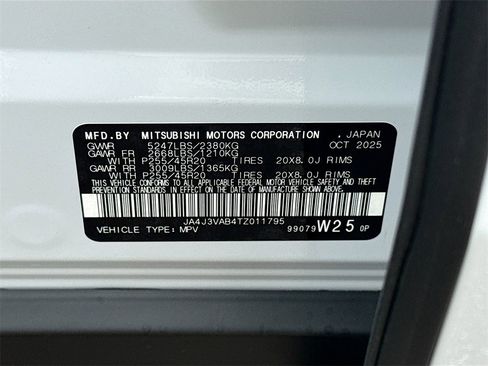 MFD.BY MITSUBISHI MOTORS CORPORATION . JAPAN
GVWR 5247LBS/2380KG OCT 2025
GAWR FR 2668LBS/1210KG
WITH P255/45R20 TIRES 20X8.0J RIMS
GAWR RR 3009LBS/1365KG
WITH P255/45R20 TIRES 20X8.0J RIMS
THIS VEHICLE CONFORMS TO ALL APPLICABLE FEDERAL MOTOR VEHICLE SAFETY, BUMPER AND THEFT
PREVENTION STANDARDS IN EFFECT ON THE DATE OF MANUFACTURE SHOWN ABOVE.
JA4J3VAB4TZ011795
VEHICLE TYPE: MPV 99079 W25 0P